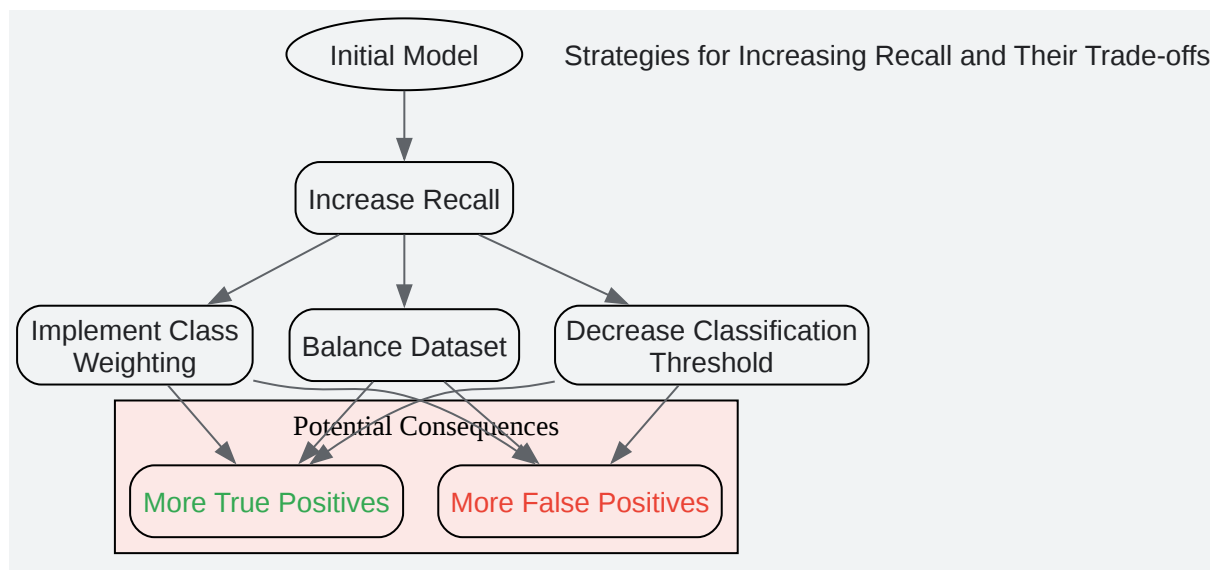 Initial Model
Strategies for Increasing Recall and Their Trade-offs
Increase Recall
Implement Class
Weighting
Balance Dataset
Decrease Classification
Threshold
Potential Consequences
More True Positives
More False Positives